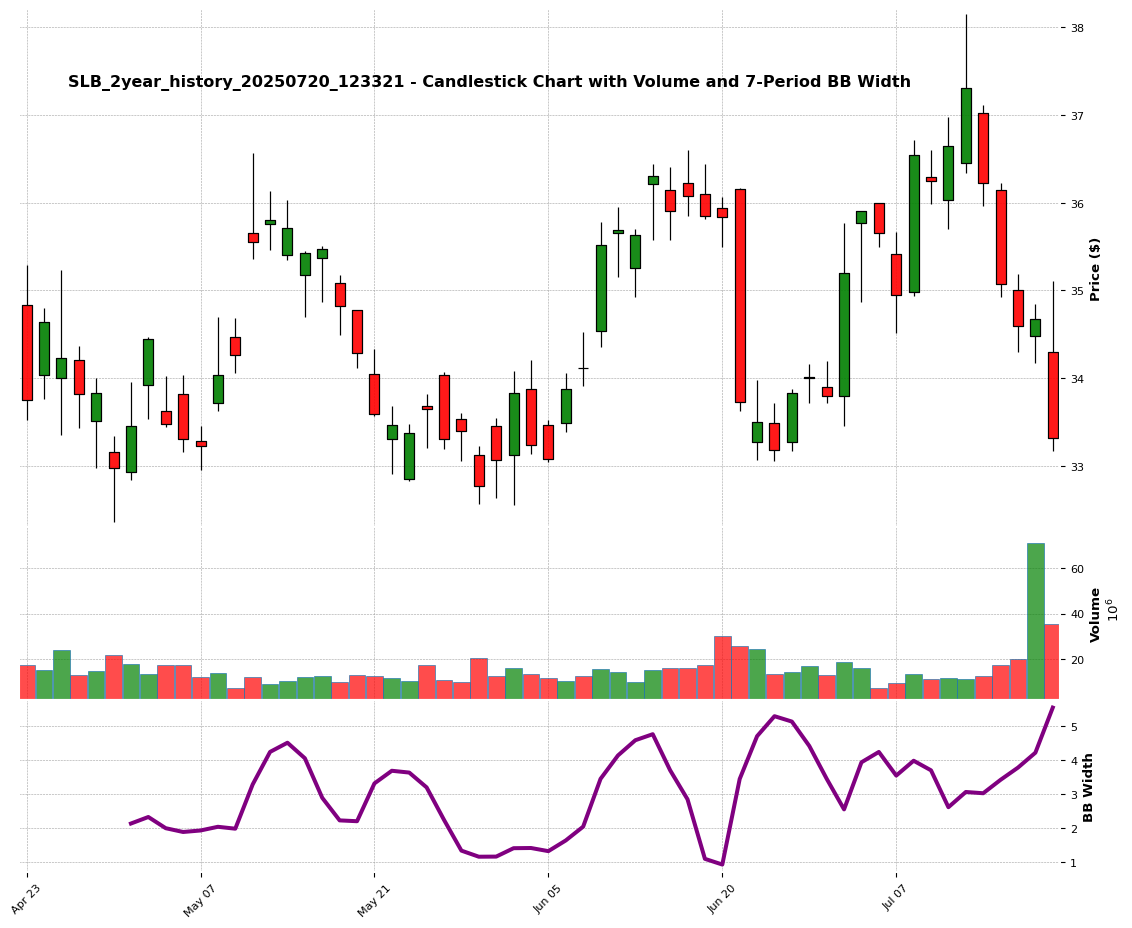 SLB_2year_history_20250720_123321 - Candlestick Chart with Volume and 7-Period BB Width
38
37
36
35
34
33
Price ($)
60
40
20
Volume
10^6
5
4
3
2
1
BB Width
Apr 23
May 07
May 21
Jun 05
Jun 20
Jul 07